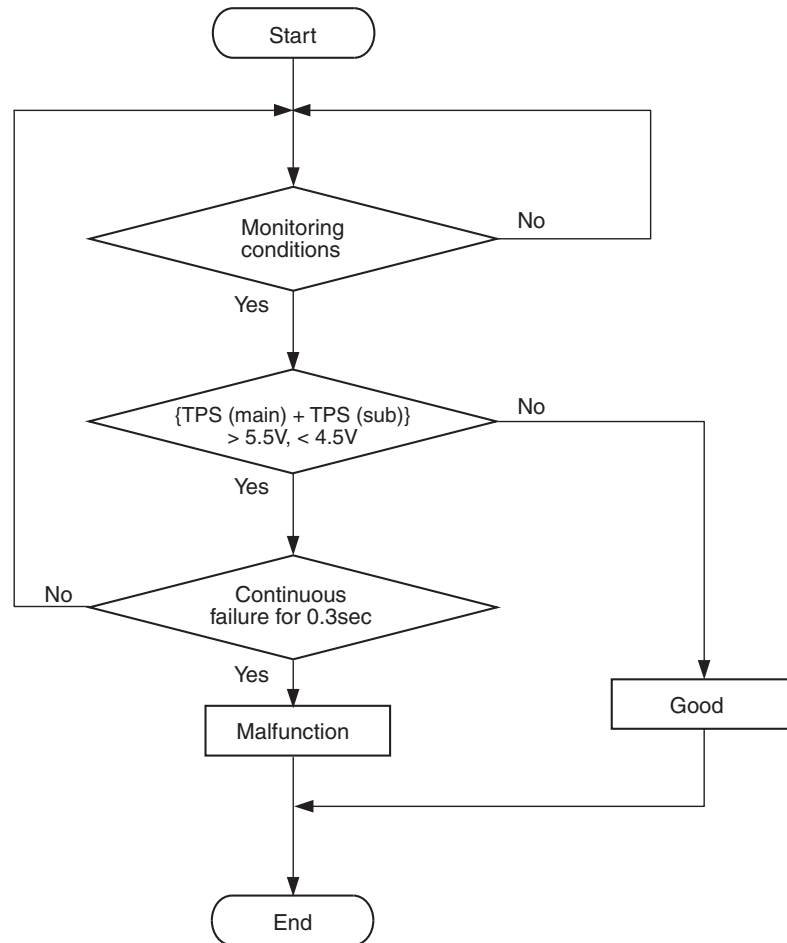 Start
Monitoring
conditions
No
Yes
{TPS (main) + TPS (sub)}
> 5.5V, < 4.5V
No
Yes
Continuous
failure for 0.3sec
No
Yes
Malfunction
Good
End